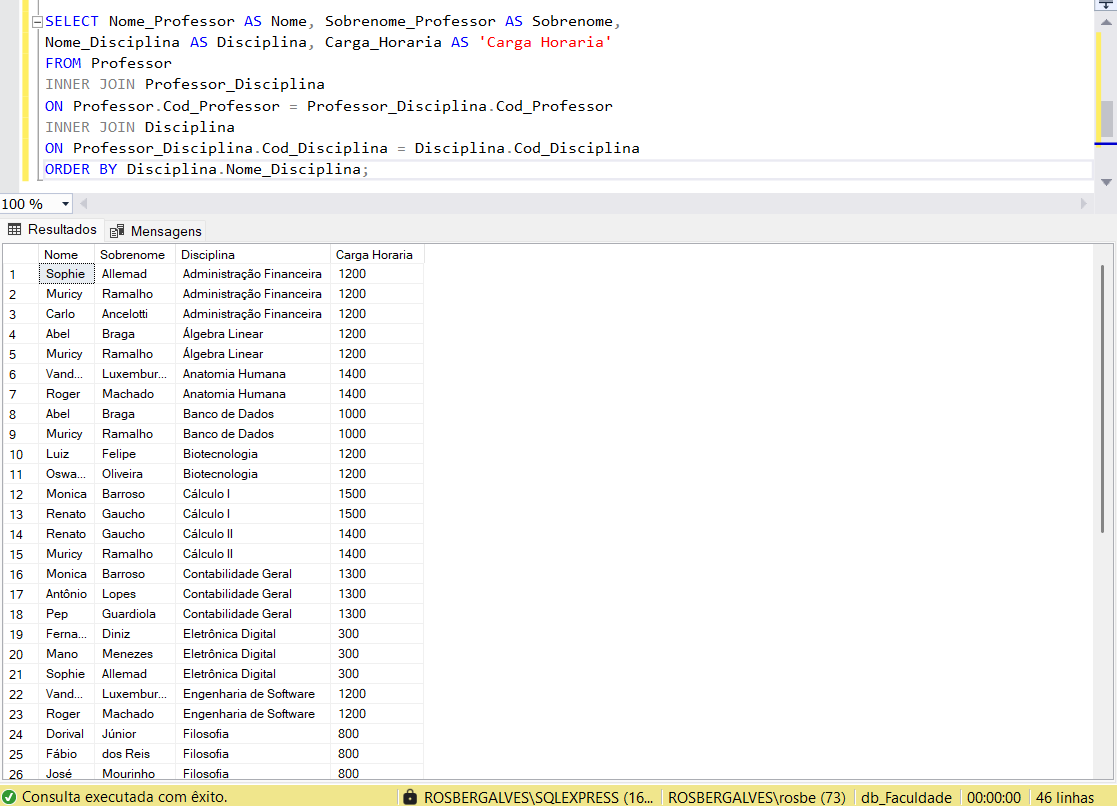 SELECT Nome_Professor AS Nome, Sobrenome_Professor AS Sobrenome,
Nome_Disciplina AS Disciplina, Carga_Horaria AS 'Carga Horaria'
FROM Professor
INNER JOIN Professor_Disciplina
ON Professor.Cod_Professor = Professor_Disciplina.Cod_Professor
INNER JOIN Disciplina
ON Professor_Disciplina.Cod_Disciplina = Disciplina.Cod_Disciplina
ORDER BY Disciplina.Nome_Disciplina;
100 %
Resultados Mensagens
Nome Sobrenome Disciplina Carga Horaria
1 Sophie Allemad Administração Financeira 1200
2 Muricy Ramalho Administração Financeira 1200
3 Carlo Ancelotti Administração Financeira 1200
4 Abel Braga Álgebra Linear 1200
5 Muricy Ramalho Álgebra Linear 1200
6 Vand... Luxembur... Anatomia Humana 1400
7 Roger Machado Anatomia Humana 1400
8 Abel Braga Banco de Dados 1000
9 Muricy Ramalho Banco de Dados 1000
10 Luiz Felipe Biotecnologia 1200
11 Oswa... Oliveira Biotecnologia 1200
12 Monica Barroso Cálculo I 1500
13 Renato Gaucho Cálculo I 1500
14 Renato Gaucho Cálculo II 1400
15 Muricy Ramalho Cálculo II 1400
16 Monica Barroso Contabilidade Geral 1300
17 Antônio Lopes Contabilidade Geral 1300
18 Pep Guardiola Contabilidade Geral 1300
19 Ferna... Diniz Eletrônica Digital 300
20 Mano Menezes Eletrônica Digital 300
21 Sophie Allemad Eletrônica Digital 300
22 Vand... Luxembur... Engenharia de Software 1200
23 Roger Machado Engenharia de Software 1200
24 Dorival Júnior Filosofia 800
25 Fábio dos Reis Filosofia 800
26 José Mourinho Filosofia 800
Consulta executada com êxito. ROSBERGALVES\SQLEXPRESS (16... ROSBERGALVES\rosbe (73) db_Faculdade 00:00:00 46 linhas